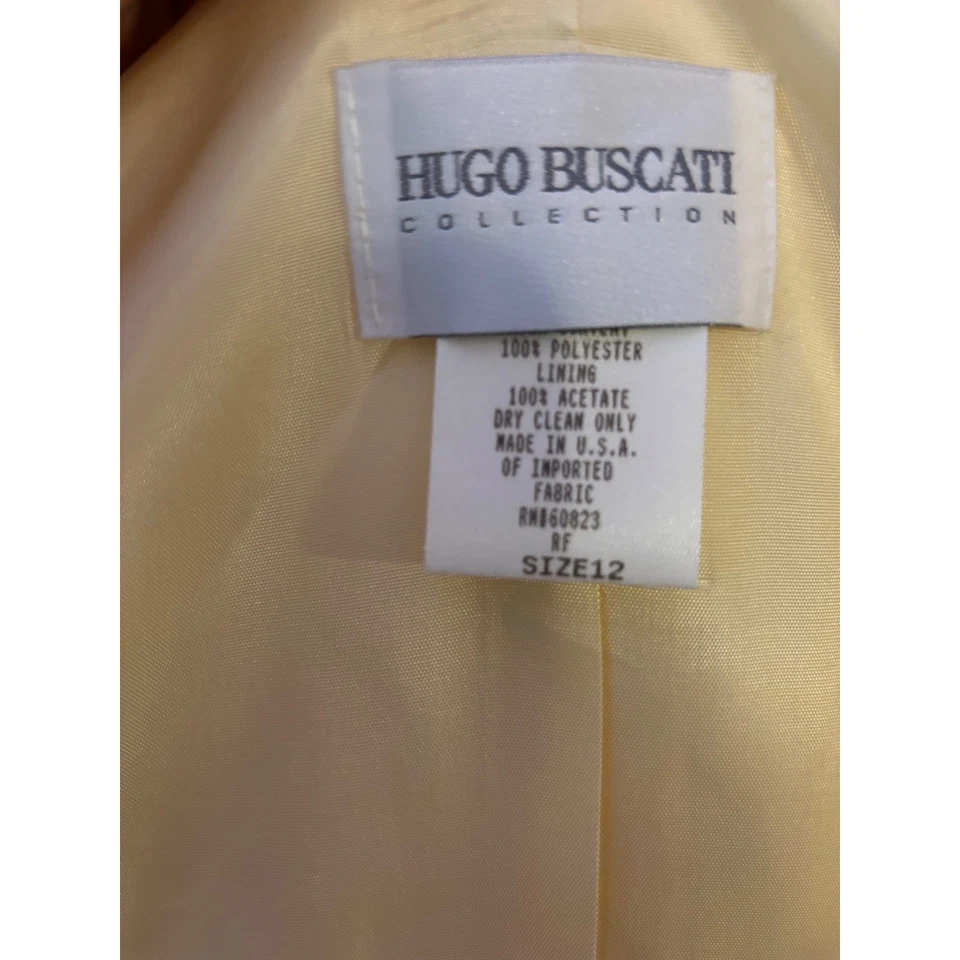 HUGO BUSCATI
COLLECTION
100% POLYESTER
LINING
100% ACETATE
DRY CLEAN ONLY
MADE IN U.S.A.
OF IMPORTED
FABRIC
RN#60823
RF
SIZE12